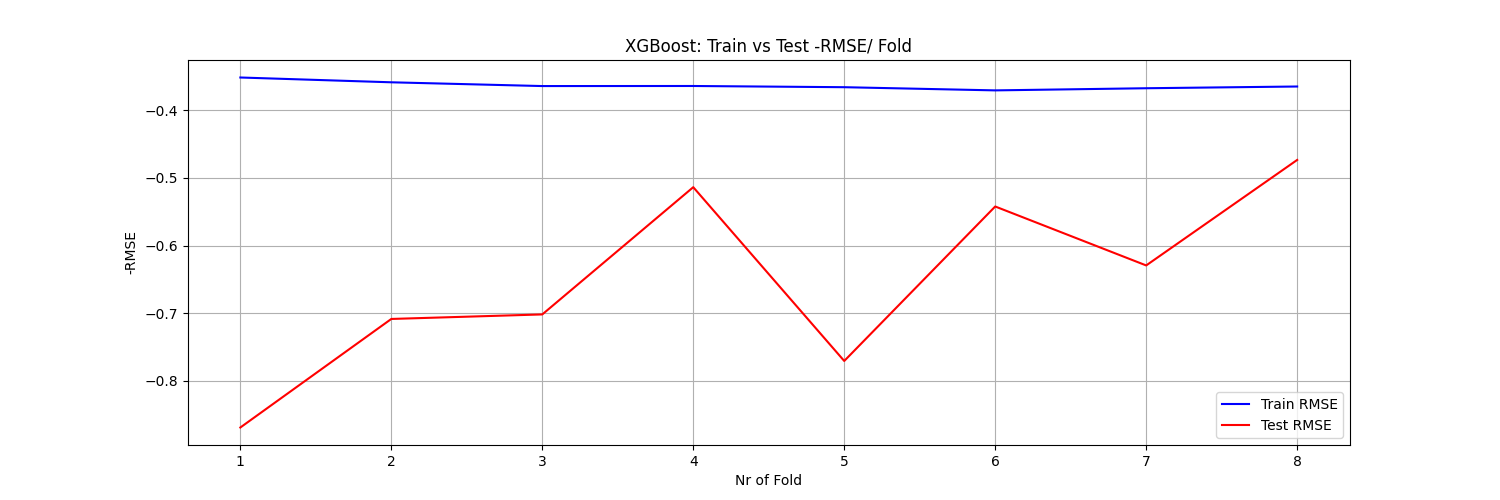 XGBoost: Train vs Test -RMSE/ Fold
-RMSE
−0.4
−0.5
−0.6
−0.7
−0.8
Train RMSE
Test RMSE
1 2 3 4 5 6 7 8
Nr of Fold